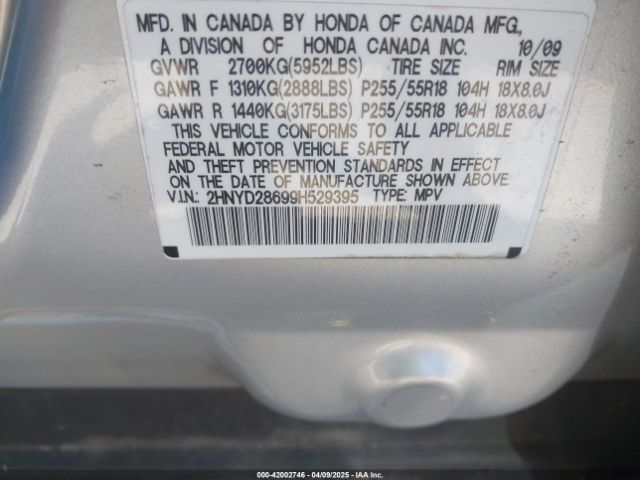 MFD. IN CANADA BY HONDA OF CANADA MFG.,
A DIVISION OF HONDA CANADA INC. 10/09
GVWR 2700KG(5952LBS) TIRE SIZE RIM SIZE
GAWR F 1310KG(2888LBS) P255/55R18 104H 18X8.0J
GAWR R 1440KG(3175LBS) P255/55R18 104H 18X8.0J
THIS VEHICLE CONFORMS TO ALL APPLICABLE
FEDERAL MOTOR VEHICLE SAFETY
AND THEFT PREVENTION STANDARDS IN EFFECT
ON THE DATE OF MANUFACTURE SHOWN ABOVE.
V.I.N.: 2HNYD28699H529395 TYPE: MPV
000-42002746 | 04/09/2025 | IAAI, Inc.